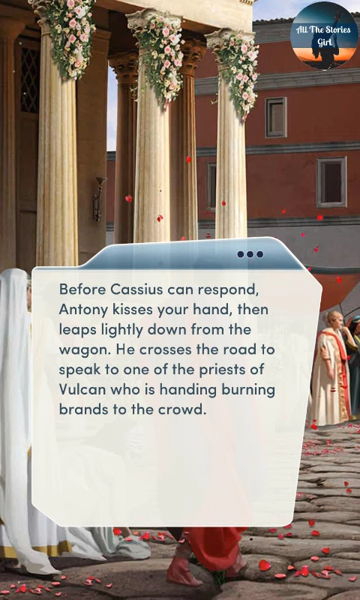 All The Stories
Girl
Before Cassius can respond,
Antony kisses your hand, then
leaps lightly down from the
wagon. He crosses the road to
speak to one of the priests of
Vulcan who is handing burning
brands to the crowd.